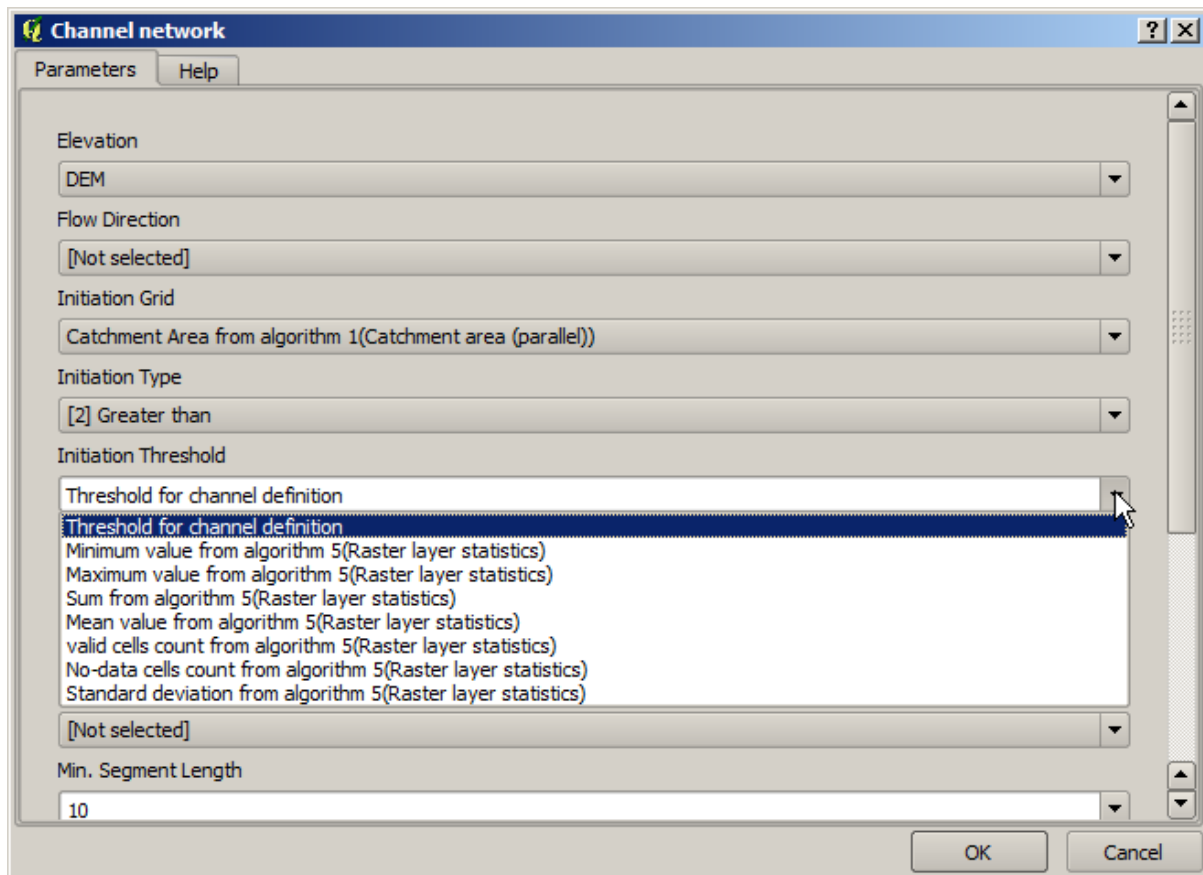 Channel network
Parameters Help
Elevation
DEM
Flow Direction
[Not selected]
Initiation Grid
Catchment Area from algorithm 1(Catchment area (parallel))
Initiation Type
[2] Greater than
Initiation Threshold
Threshold for channel definition
Threshold for channel definition
Minimum value from algorithm 5(Raster layer statistics)
Maximum value from algorithm 5(Raster layer statistics)
Sum from algorithm 5(Raster layer statistics)
Mean value from algorithm 5(Raster layer statistics)
valid cells count from algorithm 5(Raster layer statistics)
No-data cells count from algorithm 5(Raster layer statistics)
Standard deviation from algorithm 5(Raster layer statistics)
[Not selected]
Min. Segment Length
10
OK Cancel